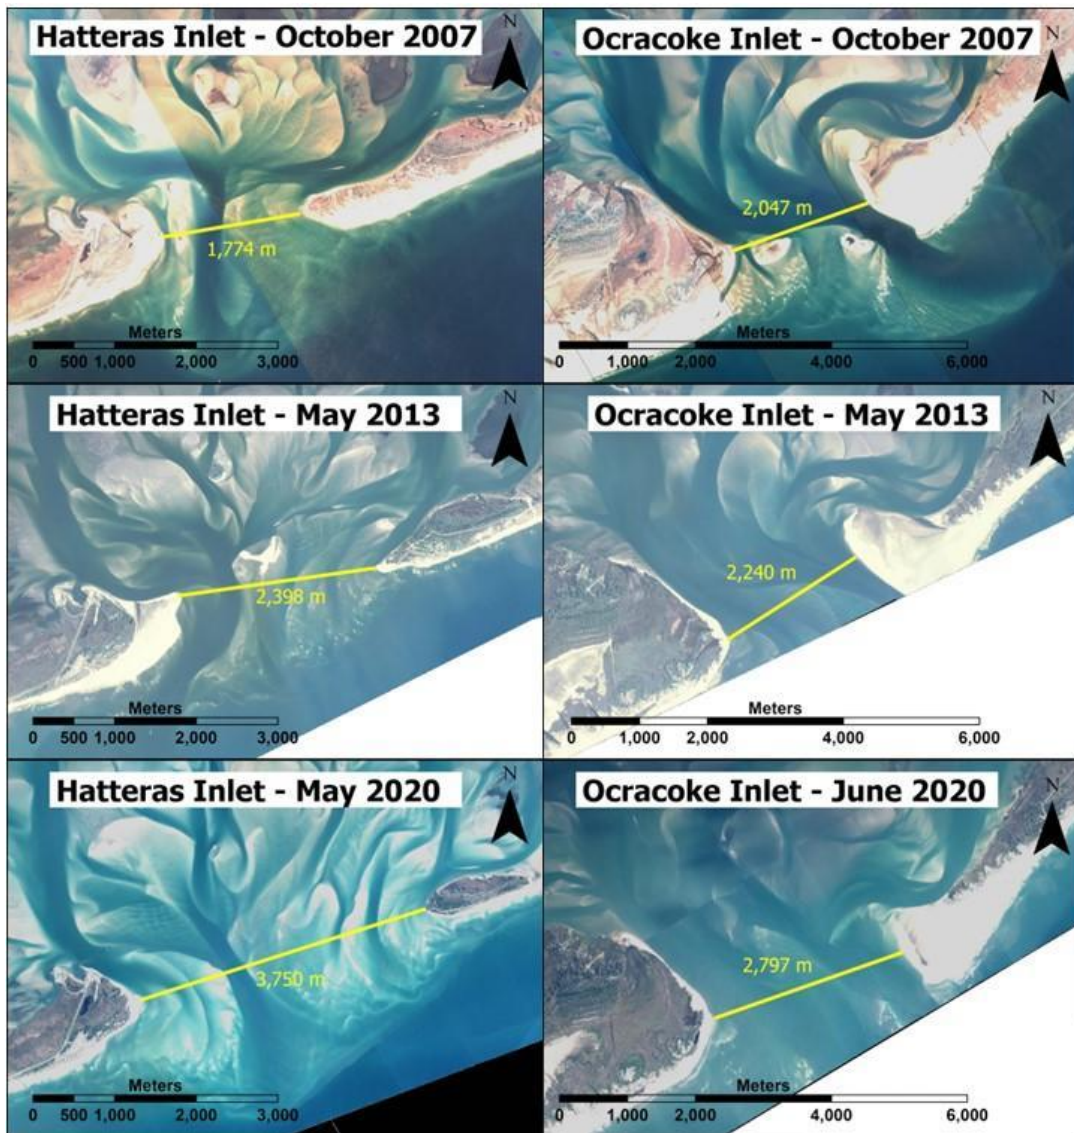 Hatteras Inlet - October 2007
N
1,774 m
Meters
0 500 1,000 2,000 3,000
Ocracoke Inlet - October 2007
N
2,047 m
Meters
0 1,000 2,000 4,000 6,000
Hatteras Inlet - May 2013
N
2,398 m
Meters
0 500 1,000 2,000 3,000
Ocracoke Inlet - May 2013
N
2,240 m
Meters
0 1,000 2,000 4,000 6,000
Hatteras Inlet - May 2020
N
3,750 m
Meters
0 500 1,000 2,000 3,000
Ocracoke Inlet - June 2020
N
2,797 m
Meters
0 1,000 2,000 4,000 6,000